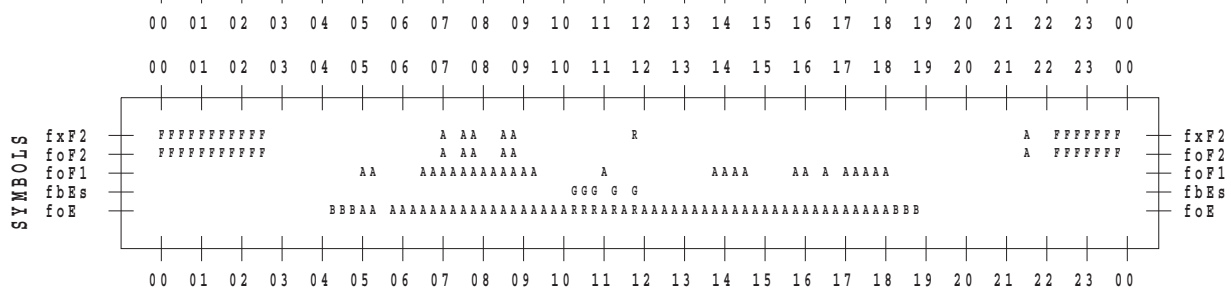 00 01 02 03 04 05 06 07 08 09 10 11 12 13 14 15 16 17 18 19 20 21 22 23 00
00 01 02 03 04 05 06 07 08 09 10 11 12 13 14 15 16 17 18 19 20 21 22 23 00
SYMBOLS
fxF2 FFFFFFFFFFF A AA AA R A FFFFFFF fxF2
foF2 FFFFFFFFFFF A AA AA A FFFFFFF foF2
foF1 AA AAAAAAAAAAAA A AAAA AA A AAAAA foF1
fbEs GGG G G fbEs
foE BBBAA AAAAAAAAAAAAAAAAAARRRARARAAAAAAAAAAAAAAAAAAAAAAAAABBB foE
00 01 02 03 04 05 06 07 08 09 10 11 12 13 14 15 16 17 18 19 20 21 22 23 00